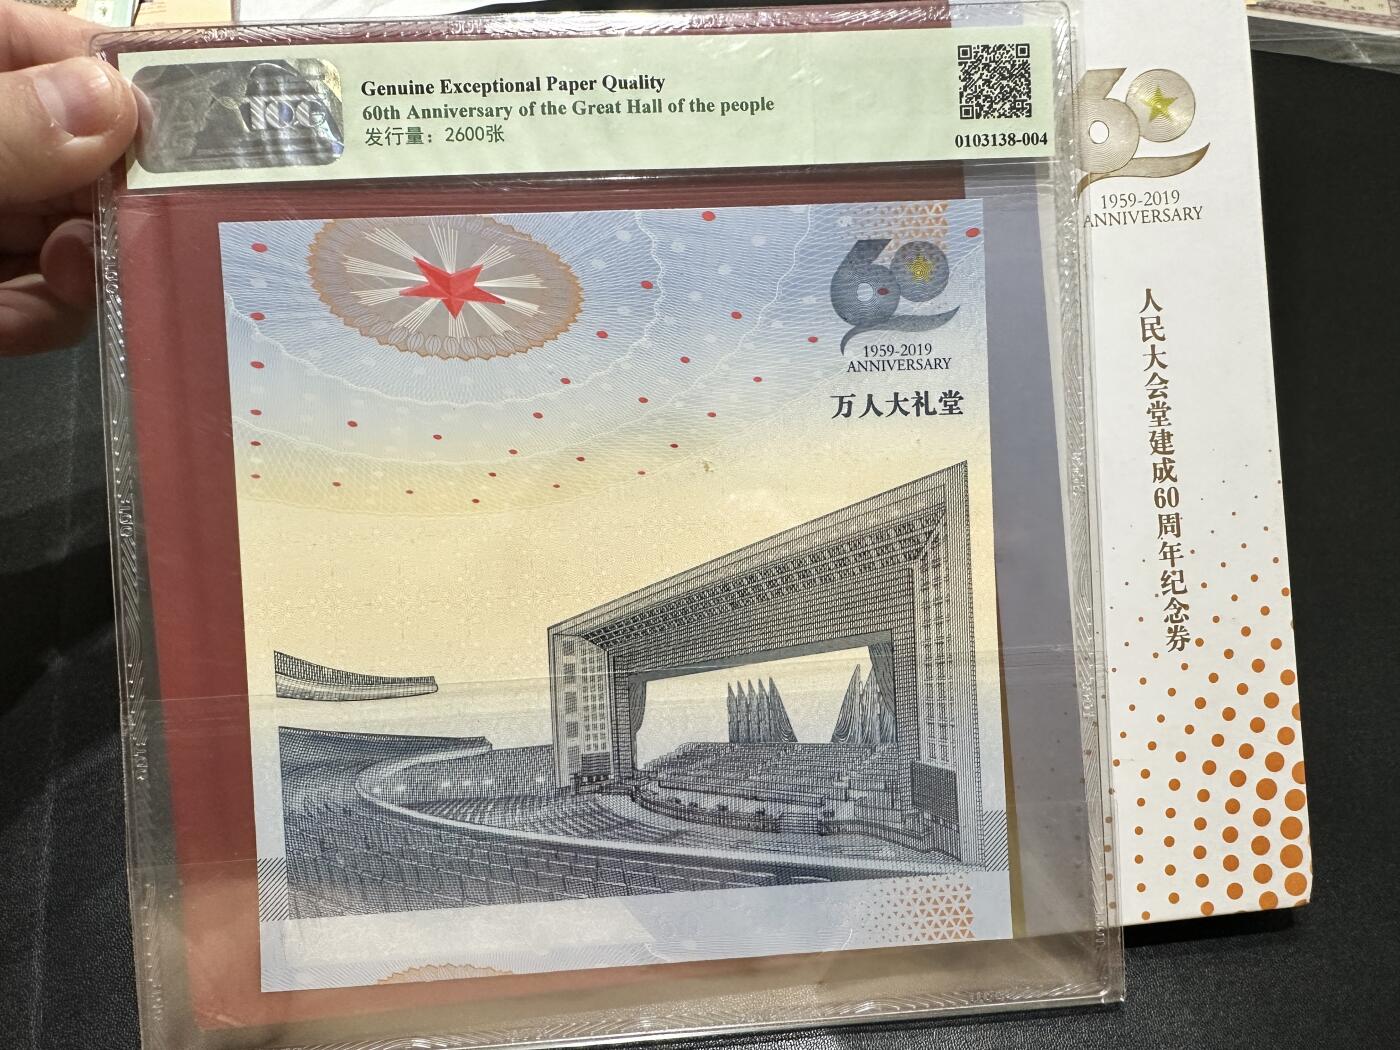 Genuine Exceptional Paper Quality
60th Anniversary of the Great Hall of the people
发行量：2600张
0103138-004
60
1959-2019
ANNIVERSARY
万人大礼堂
60
1959-2019
ANNIVERSARY
人民大会堂建成60周年纪念券